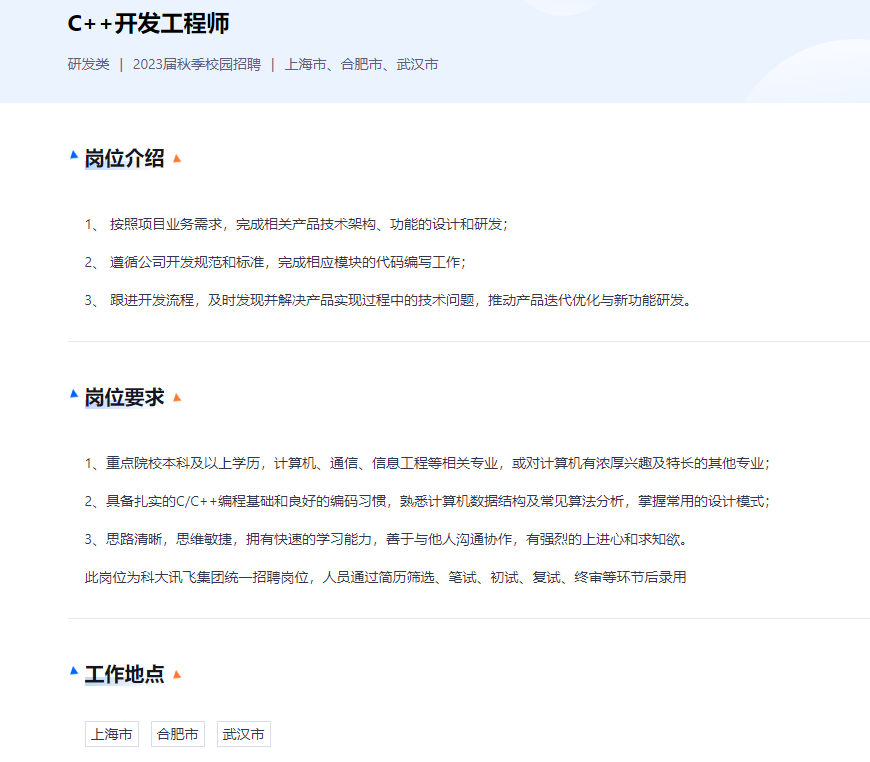 C++开发工程师
研发类 | 2023届秋季校园招聘 | 上海市、合肥市、武汉市
岗位介绍
1、 按照项目业务需求，完成相关产品技术架构、功能的设计和研发；
2、 遵循公司开发规范和标准，完成相应模块的代码编写工作；
3、 跟进开发流程，及时发现并解决产品实现过程中的技术问题，推动产品迭代优化与新功能研发。
岗位要求
1、重点院校本科及以上学历，计算机、通信、信息工程等相关专业，或对计算机有浓厚兴趣及特长的其他专业；
2、具备扎实的C/C++编程基础和良好的编码习惯，熟悉计算机数据结构及常见算法分析，掌握常用的设计模式；
3、思路清晰，思维敏捷，拥有快速的学习能力，善于与他人沟通协作，有强烈的上进心和求知欲。
此岗位为科大讯飞集团统一招聘岗位，人员通过简历筛选、笔试、初试、复试、终审等环节后录用
工作地点
上海市 合肥市 武汉市